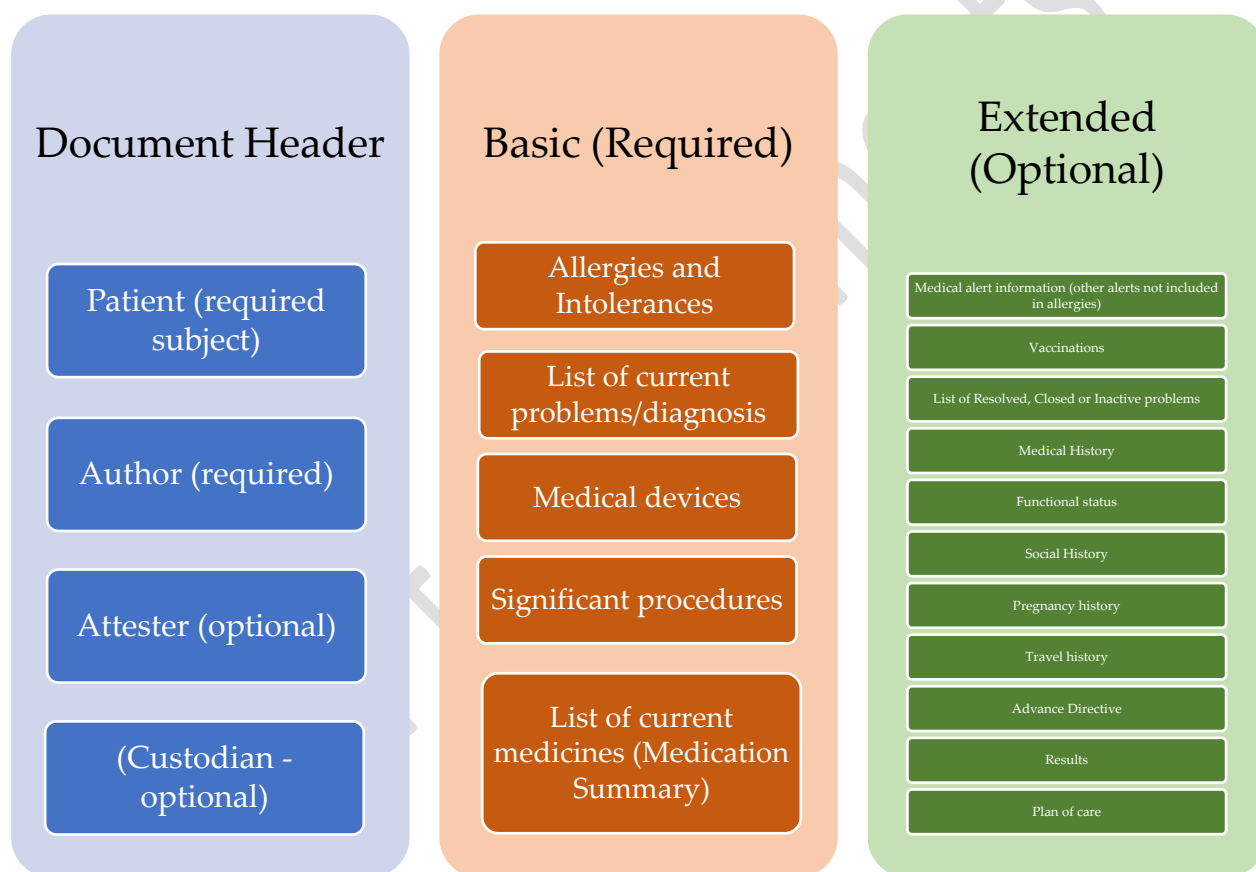 Document Header
Patient (required
subject)
Author (required)
Attester (optional)
(Custodian -
optional)
Basic (Required)
Allergies and
Intolerances
List of current
problems/diagnosis
Medical devices
Significant procedures
List of current
medicines (Medication
Summary)
Extended
(Optional)
Medical alert information (other alerts not included
in allergies)
Vaccinations
List of Resolved, Closed or Inactive problems
Medical History
Functional status
Social History
Pregnancy history
Travel history
Advance Directive
Results
Plan of care